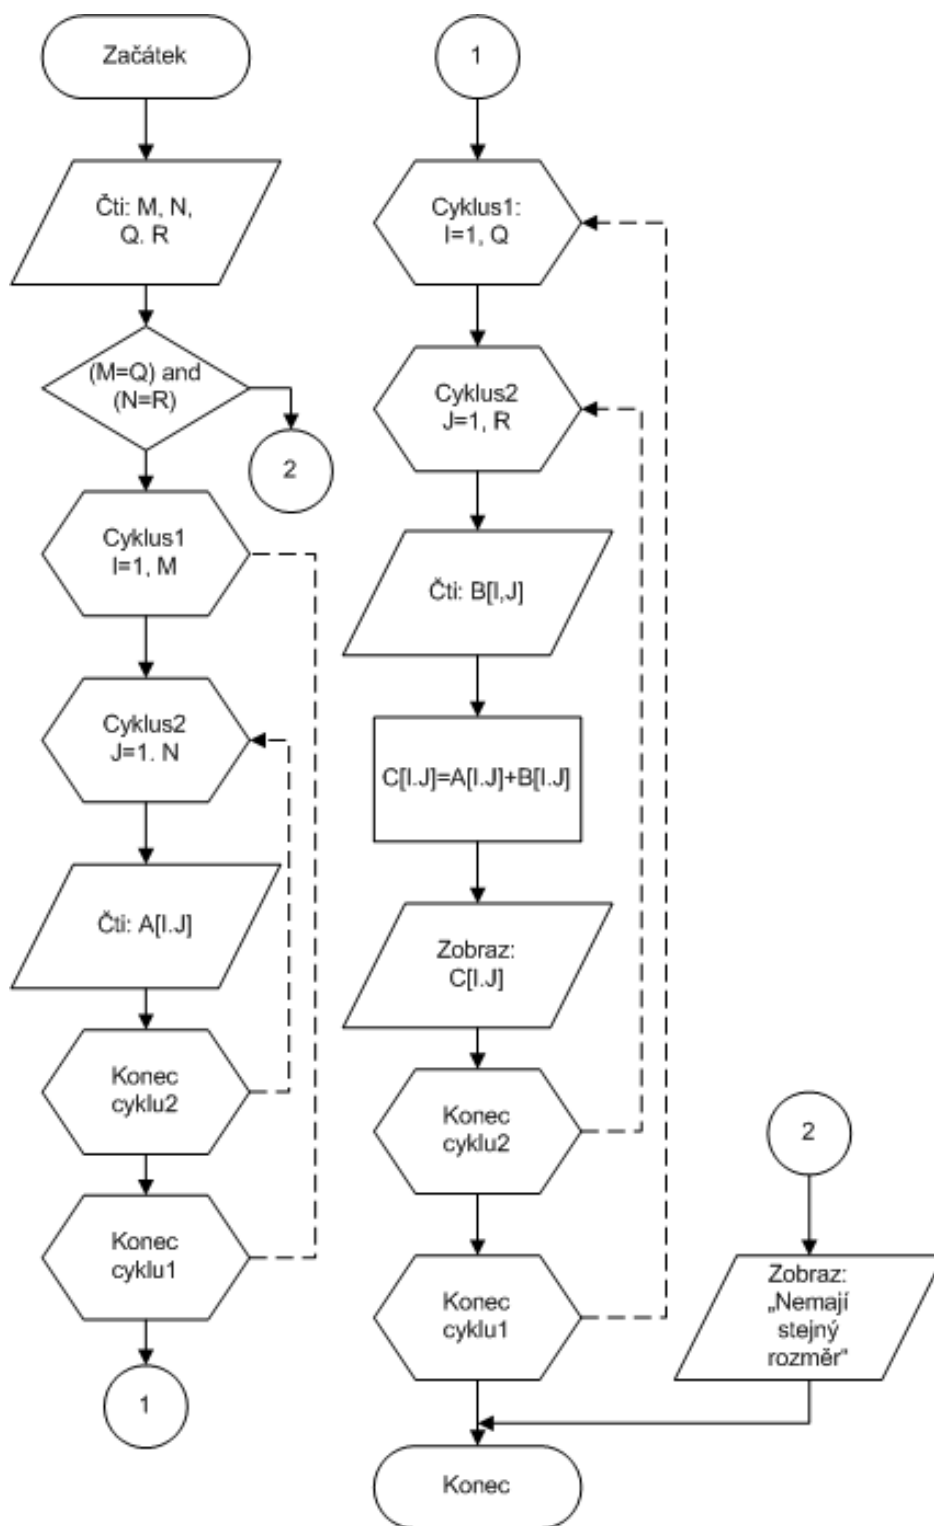 Začátek
Čti: M, N,
Q. R
(M=Q) and
(N=R)
2
Cyklus1
I=1, M
Cyklus2
J=1. N
Čti: A[I.J]
Konec
cyklu2
Konec
cyklu1
1
1
Cyklus1:
I=1, Q
Cyklus2
J=1, R
Čti: B[I,J]
C[I.J]=A[I.J]+B[I.J]
Zobraz:
C[I.J]
Konec
cyklu2
Konec
cyklu1
Konec
2
Zobraz:
„Nemají
stejný
rozměr"